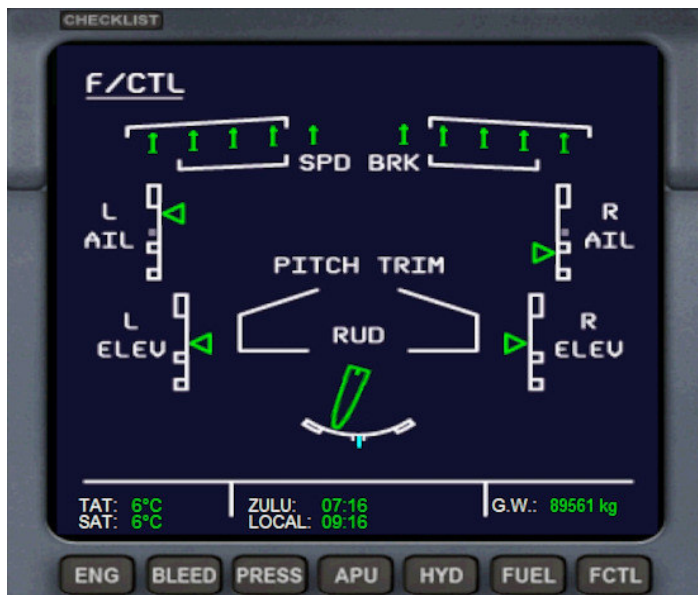 CHECKLIST
F/CTL
SPD BRK
L
AIL
R
AIL
PITCH TRIM
L
ELEV
RUD
R
ELEV
TAT: 6°C
SAT: 6°C
ZULU: 07:16
LOCAL: 09:16
G.W.: 89561 kg
ENG BLEED PRESS APU HYD FUEL FCTL